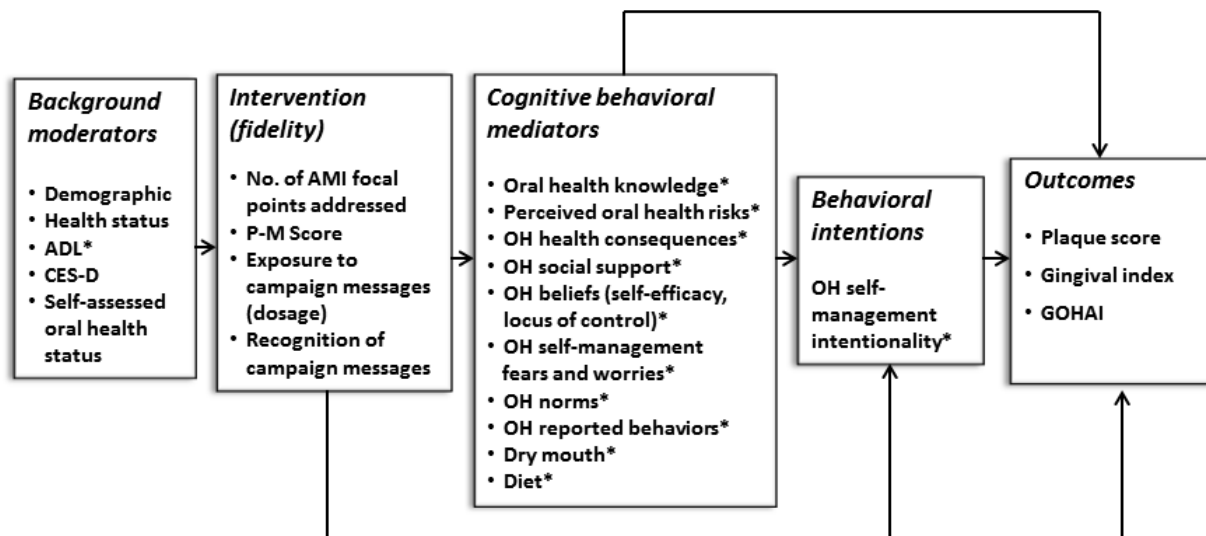 Background
moderators
• Demographic
• Health status
• ADL*
• CES-D
• Self-assessed
oral health
status
Intervention
(fidelity)
• No. of AMI focal
points addressed
• P-M Score
• Exposure to
campaign messages
(dosage)
• Recognition of
campaign messages
Cognitive behavioral
mediators
• Oral health knowledge*
• Perceived oral health risks*
• OH health consequences*
• OH social support*
• OH beliefs (self-efficacy,
locus of control)*
• OH self-management
fears and worries*
• OH norms*
• OH reported behaviors*
• Dry mouth*
• Diet*
Behavioral
intentions
OH self-
management
intentionality*
Outcomes
• Plaque score
• Gingival index
• GOHAI